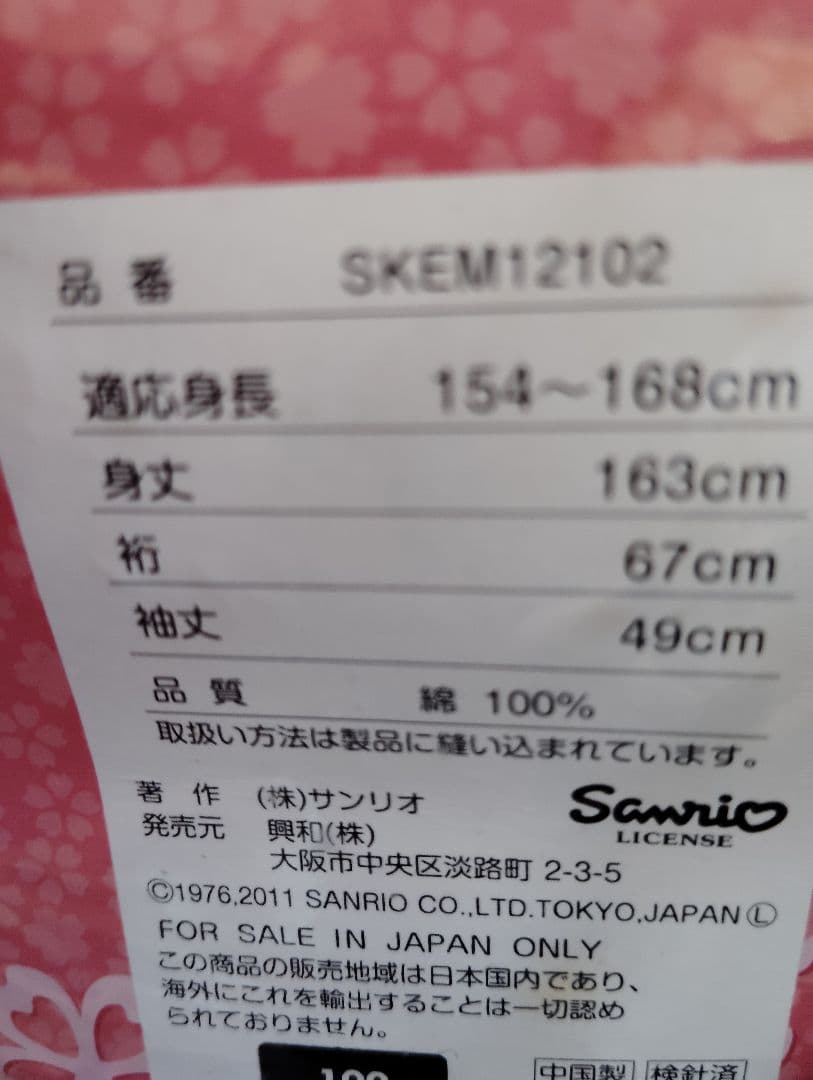 品番 SKEM12102
適応身長 154～168cm
身丈 163cm
裄 67cm
袖丈 49cm
品質 綿 100%
取扱い方法は製品に縫い込まれています。
著作 (株)サンリオ
Sanrio
LICENSE
発売元 興和(株)
大阪市中央区淡路町 2-3-5
©1976,2011 SANRIO CO.,LTD.TOKYO,JAPAN Ⓛ
FOR SALE IN JAPAN ONLY
この商品の販売地域は日本国内であり、
海外にこれを輸出することは一切認め
られておりません。
中国製 検針済